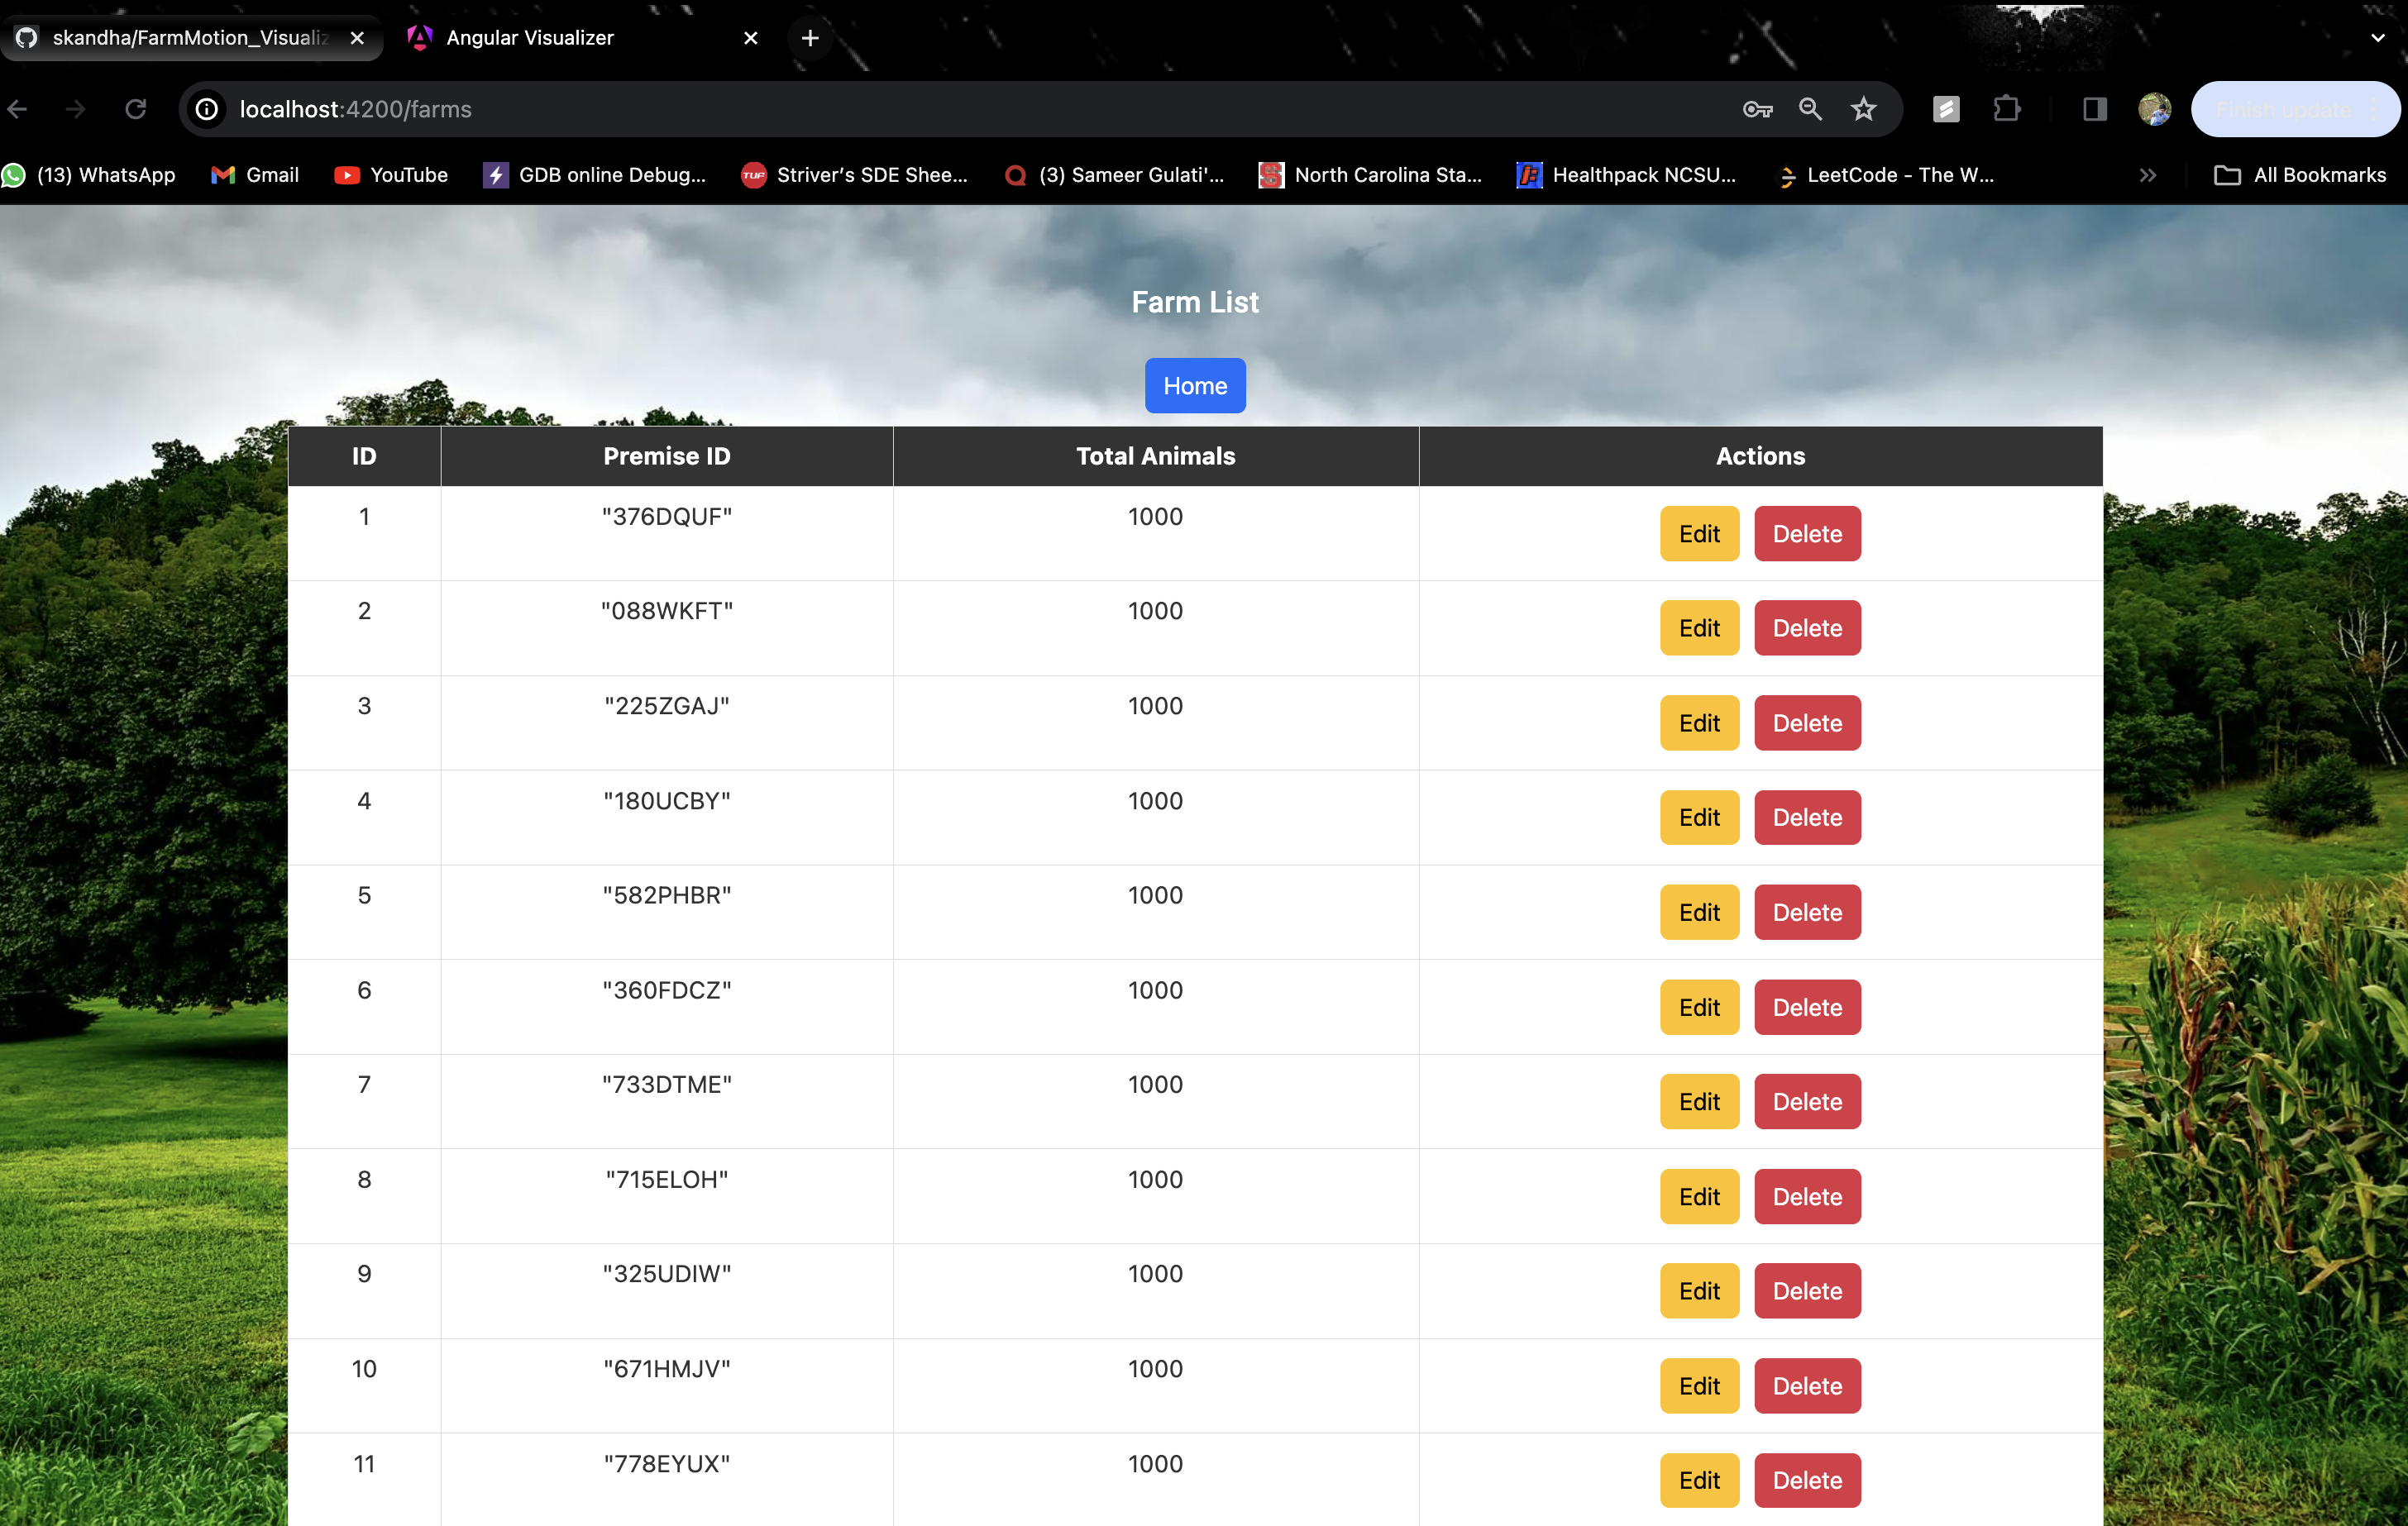 skandha/FarmMotion_Visualiz
Angular Visualizer
localhost:4200/farms
Finish update
(13) WhatsApp
Gmail
YouTube
GDB online Debug...
TUF
Striver's SDE Shee...
(3) Sameer Gulati'...
North Carolina Sta...
Healthpack NCSU...
LeetCode - The W...
All Bookmarks
Farm List
Home
ID Premise ID Total Animals Actions
1 "376DQUF" 1000 Edit Delete
2 "088WKFT" 1000 Edit Delete
3 "225ZGAJ" 1000 Edit Delete
4 "180UCBY" 1000 Edit Delete
5 "582PHBR" 1000 Edit Delete
6 "360FDCZ" 1000 Edit Delete
7 "733DTME" 1000 Edit Delete
8 "715ELOH" 1000 Edit Delete
9 "325UDIW" 1000 Edit Delete
10 "671HMJV" 1000 Edit Delete
11 "778EYUX" 1000 Edit Delete